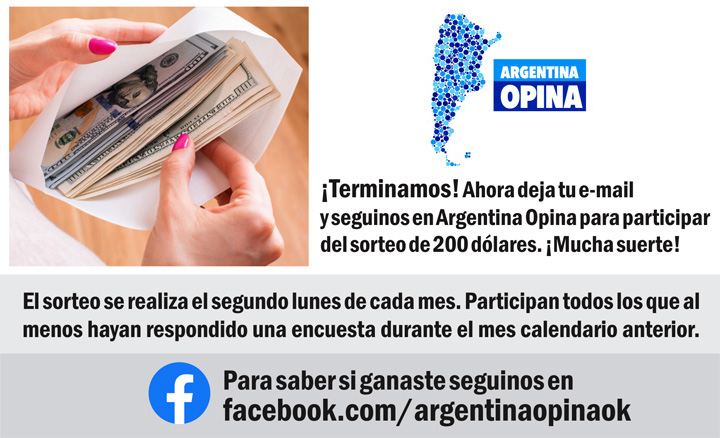 ARGENTINA
OPINA
¡Terminamos! Ahora deja tu e-mail
y seguinos en Argentina Opina para participar
del sorteo de 200 dólares. ¡Mucha suerte!
El sorteo se realiza el segundo lunes de cada mes. Participan todos los que al
menos hayan respondido una encuesta durante el mes calendario anterior.
Para saber si ganaste seguinos en
facebook.com/argentinaopinaok